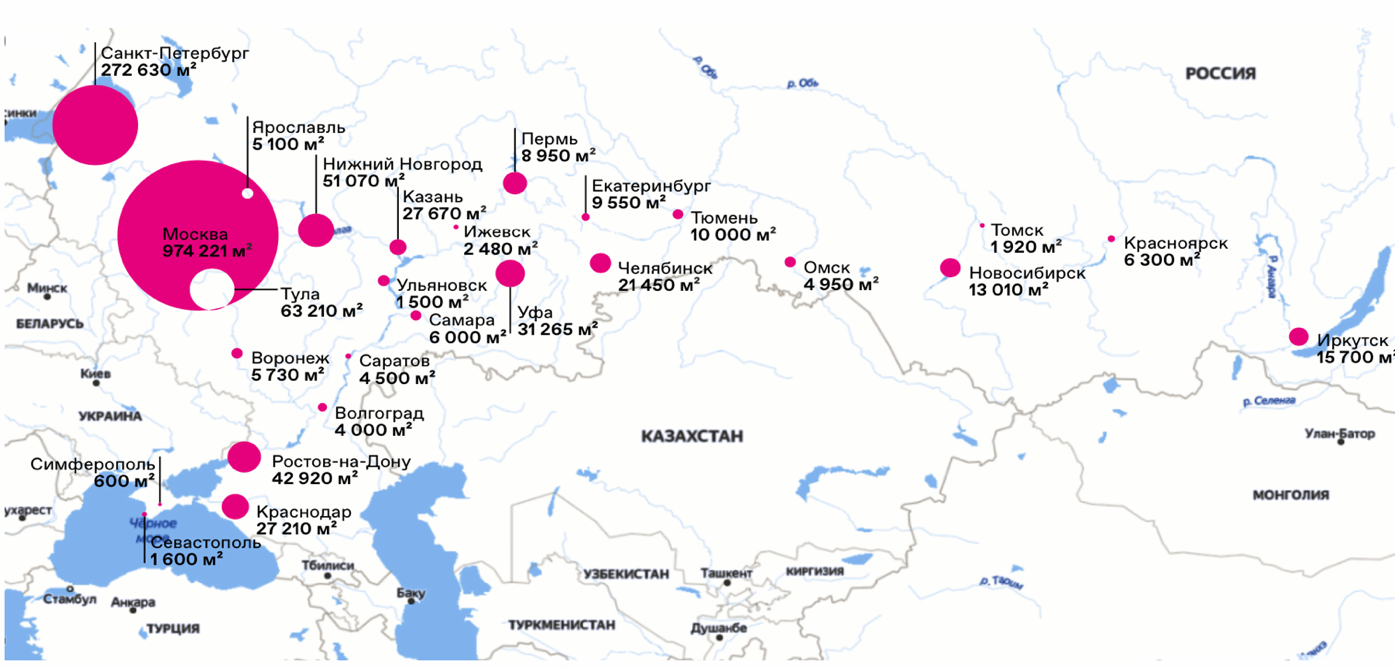 Санкт-Петербург
272 630 м²
р. Обь
р. Обь
РОССИЯ
Ярославль
5 100 м²
Пермь
8 950 м²
Нижний Новгород
51 070 м²
Казань
27 670 м²
Екатеринбург
9 550 м²
Тюмень
10 000 м²
Москва
974 221 м²
Ижевск
2 480 м²
Томск
1 920 м²
Красноярск
6 300 м²
Челябинск
21 450 м²
Омск
4 950 м²
Новосибирск
13 010 м²
р. Ангара
Минск
БЕЛАРУСЬ
Тула
63 210 м²
Ульяновск
1 500 м²
Самара
6 000 м²
Уфа
31 265 м²
Иркутск
15 700 м²
Воронеж
5 730 м²
Саратов
4 500 м²
Киев
УКРАИНА
Волгоград
4 000 м²
КАЗАХСТАН
р. Селенга
Улан-Батор
МОНГОЛИЯ
Симферополь
600 м²
Ростов-на-Дону
42 920 м²
Краснодар
27 210 м²
ухарест
Чёрное
Севастополь
1 600 м²
Тбилиси
УЗБЕКИСТАН
Ташкент
КИРГИЗИЯ
р. Тарим
Стамбул
Анкара
Баку
ТУРЦИЯ
ТУРКМЕНИСТАН
Душанбе